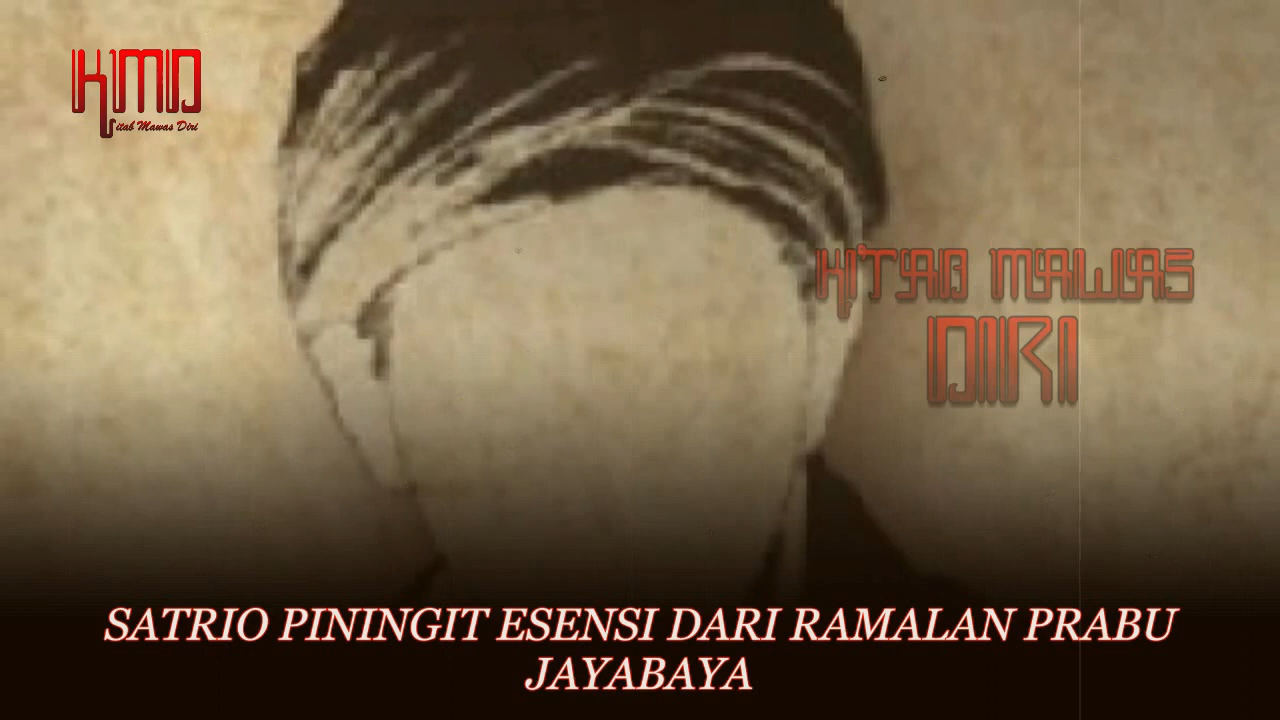 KMD
Kitab Mawas Diri
KITAB MAWAS
DIRI
SATRIO PININGIT ESENSI DARI RAMALAN PRABU
JAYABAYA